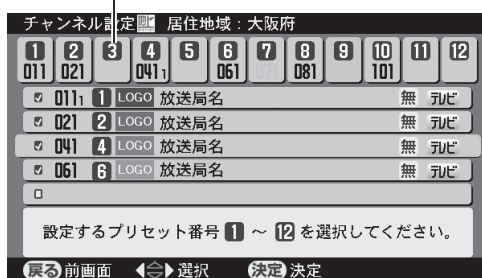 チャンネル設定 居住地域：大阪府
1 2 3 4 5 6 7 8 9 10 11 12
011 021 041 1 061 071 081 101
011 1 1 LOGO 放送局名 無 テレビ
021 2 LOGO 放送局名 無 テレビ
041 4 LOGO 放送局名 無 テレビ
061 6 LOGO 放送局名 無 テレビ
設定するプリセット番号 1 ～ 12 を選択してください。
戻る 前画面 選択 決定 決定